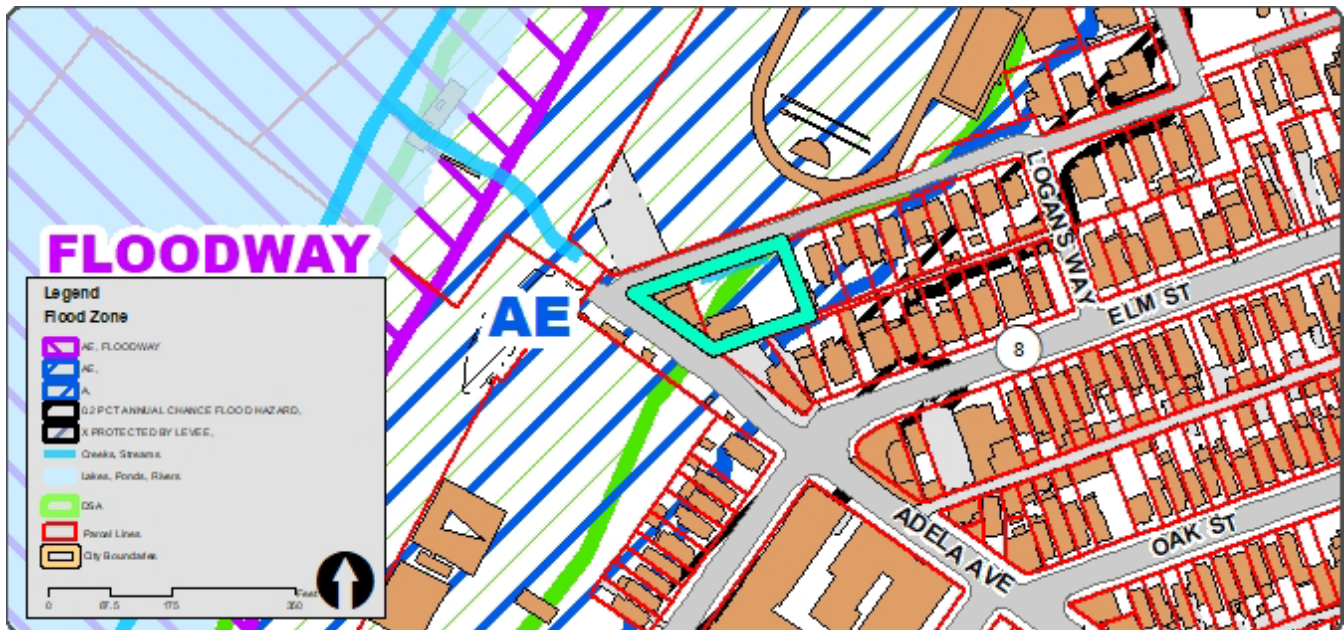 FLOODWAY
AE
LOGANS WAY
ELM ST
8
ADELA AVE
OAK ST
Legend
Flood Zone
AE, FLOODWAY
AE,
A,
0.2 PCT ANNUAL CHANCE FLOOD HAZARD,
X PROTECTED BY LEVEE,
Creeks, Streams
Lakes, Ponds, Rivers
DSA
Parcel Lines
City Boundaries
Feet
0 87.5 175 350